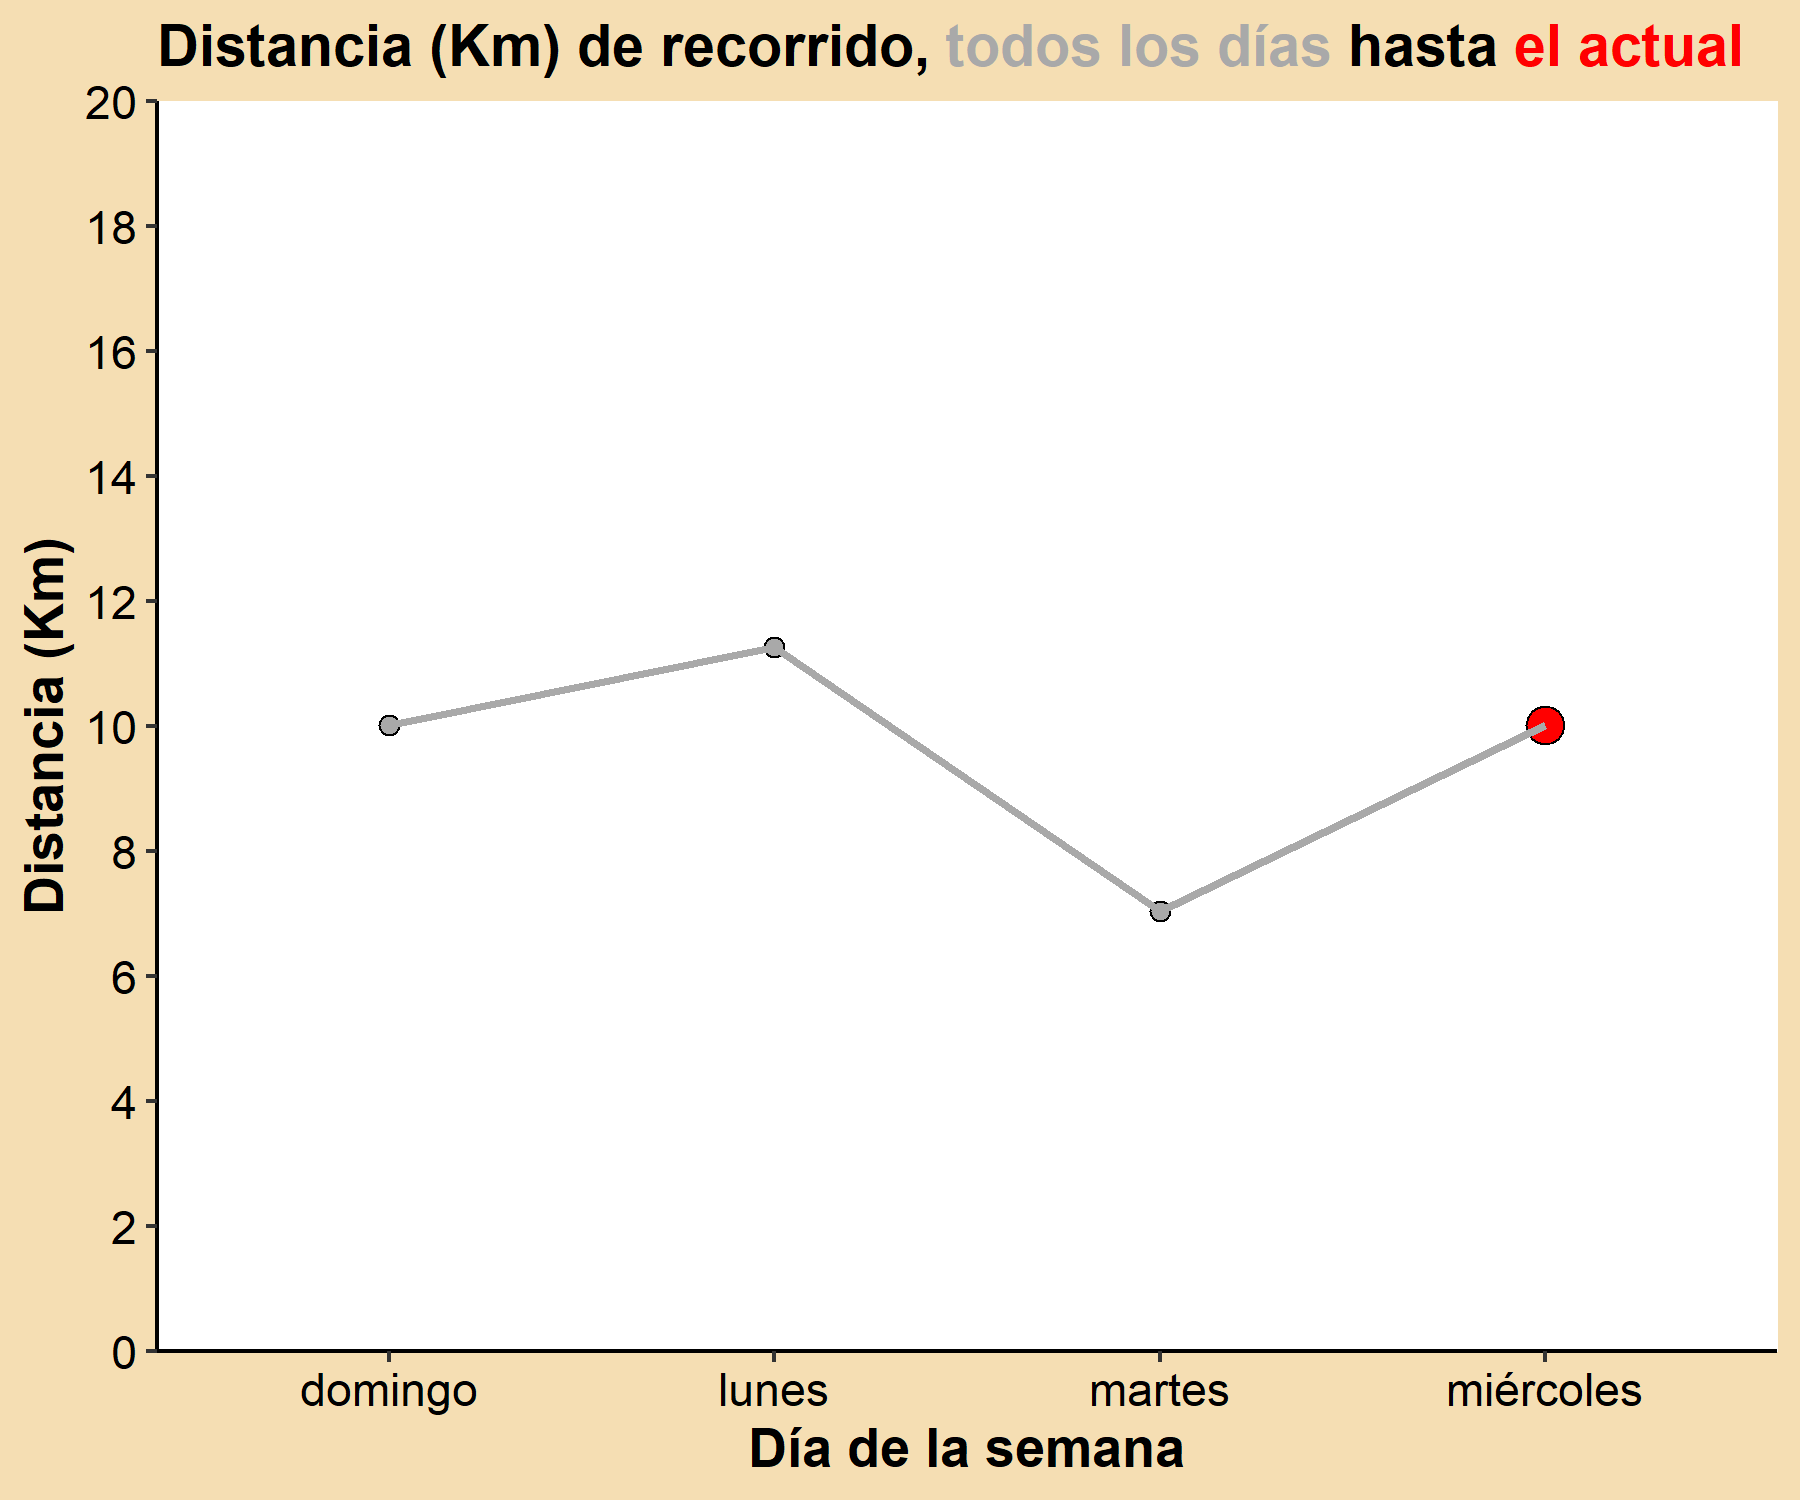 Distancia (Km) de recorrido, todos los días hasta el actual
Distancia (Km)
20
18
16
14
12
10
8
6
4
2
0
domingo lunes martes miércoles
Día de la semana